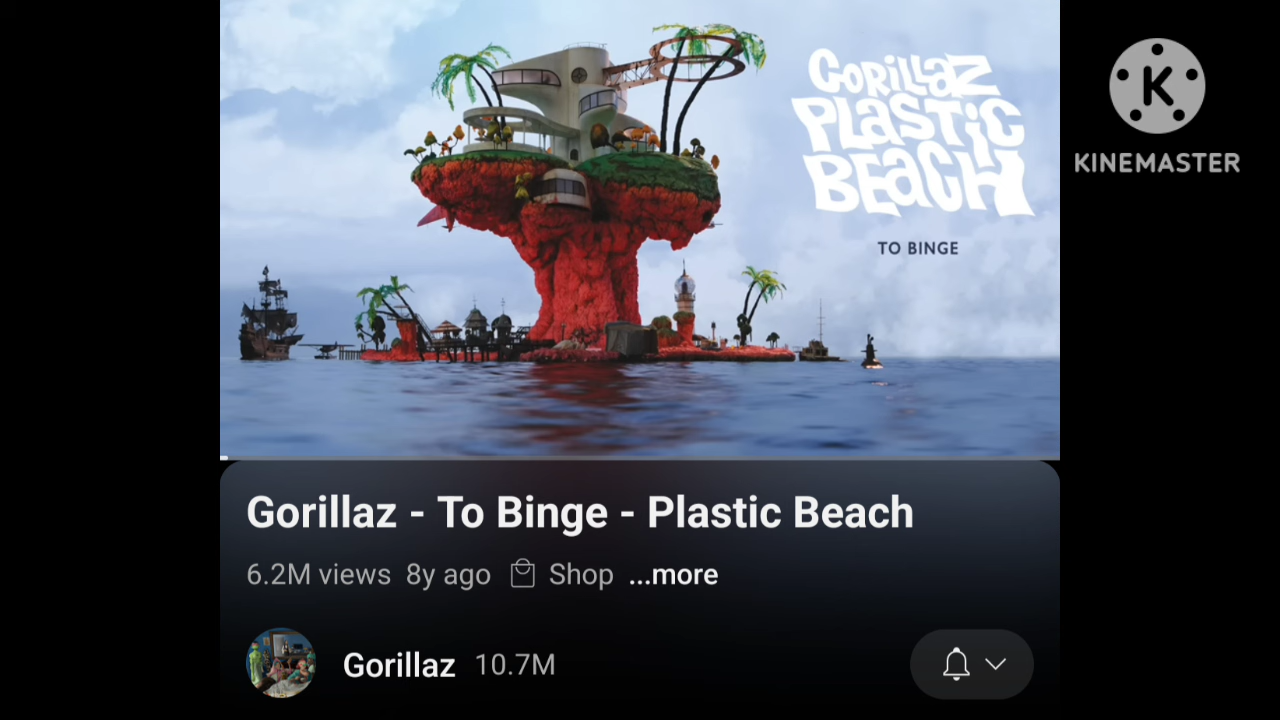 GORILLAZ
PLASTIC
BEACH
TO BINGE
K
KINEMASTER
Gorillaz - To Binge - Plastic Beach
6.2M views 8y ago Shop ...more
Gorillaz 10.7M